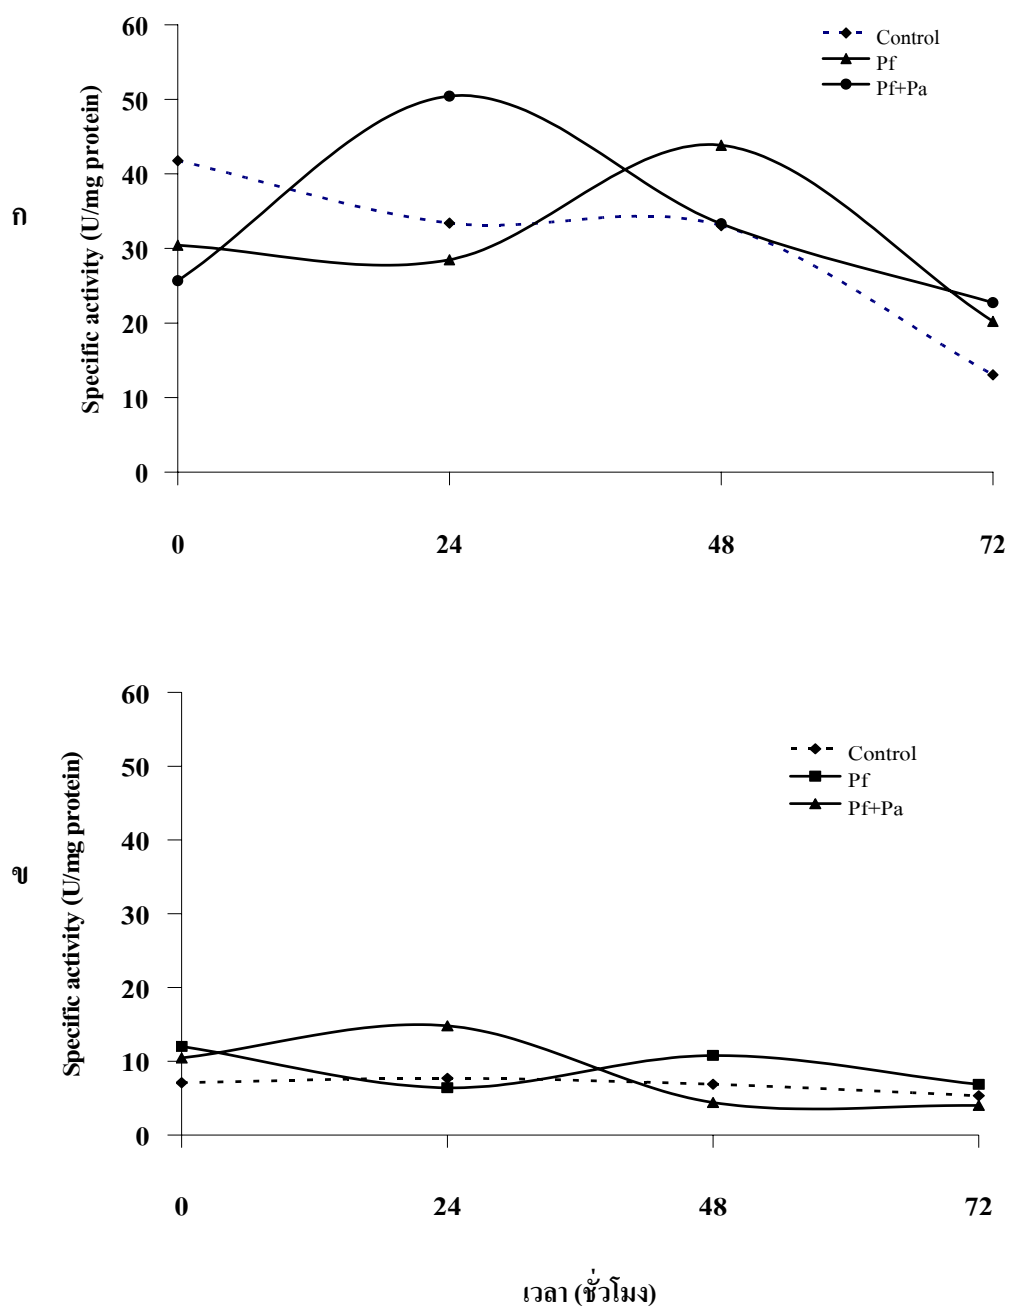 60
50
40
30
20
10
0
Specific activity (U/mg protein)
ก
Control
Pf
Pf+Pa
0 24 48 72
60
50
40
30
20
10
0
Specific activity (U/mg protein)
ข
Control
Pf
Pf+Pa
0 24 48 72
เวลา (ชั่วโมง)